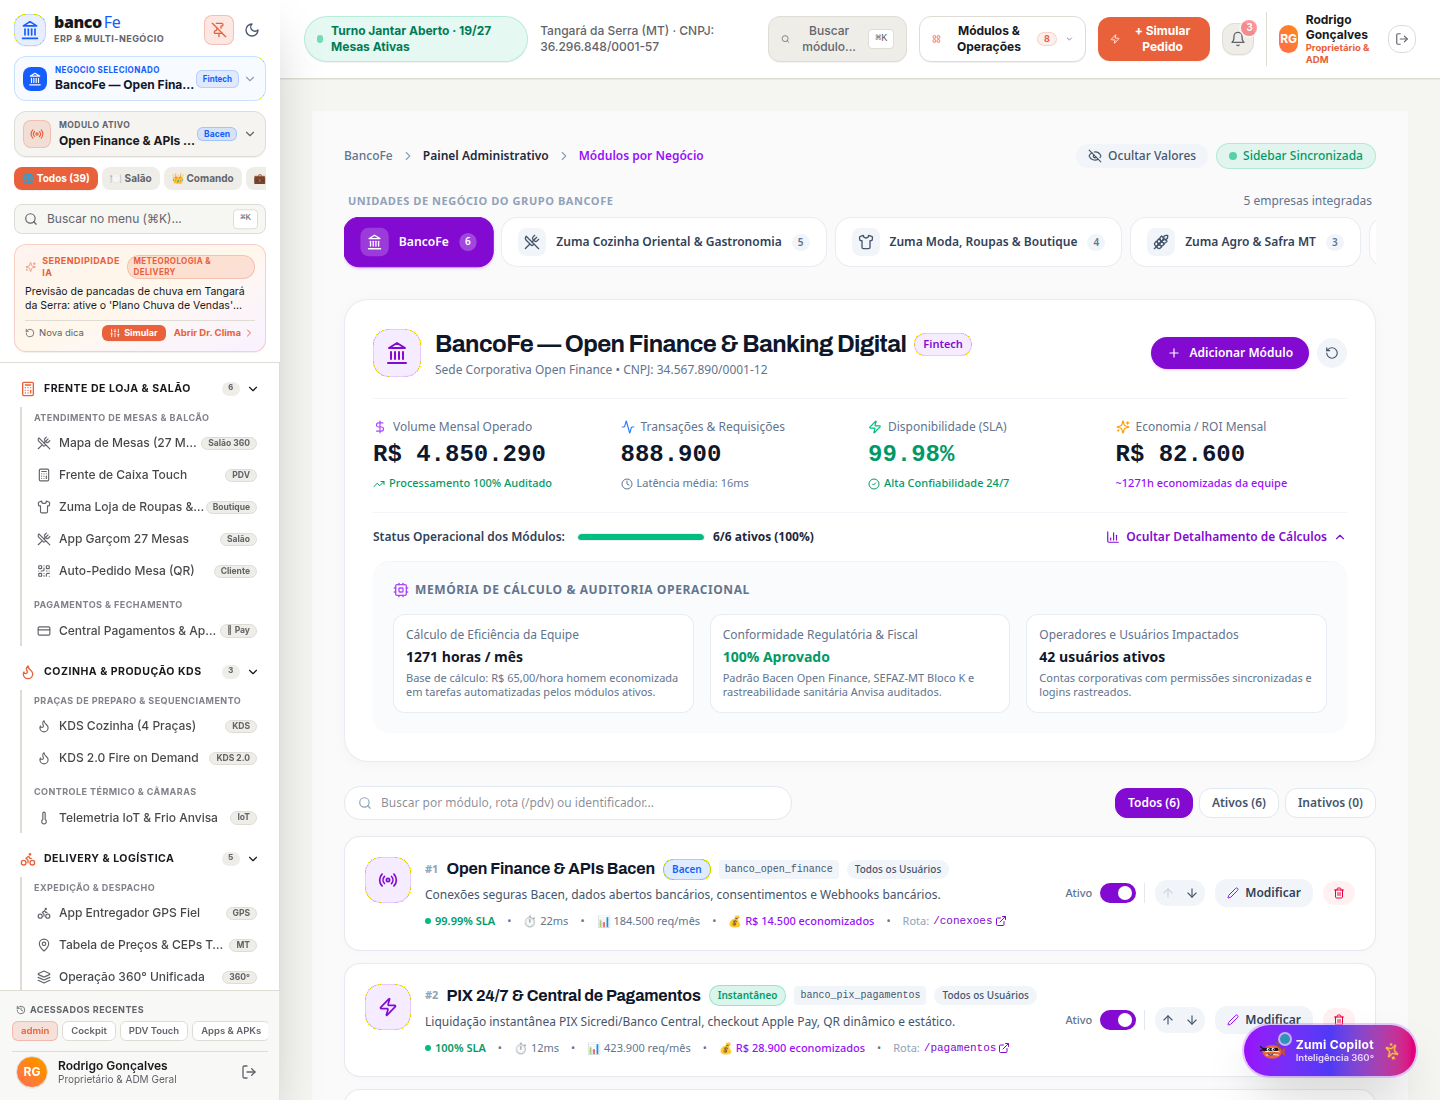 bancoFe
ERP & MULTI-NEGÓCIO
NEGÓCIO SELECIONADO
BancoFe — Open Fina...
Fintech
MÓDULO ATIVO
Open Finance & APIs ...
Bacen
Todos (39)
Salão
Comando
Buscar no menu (⌘K)...
⌘K
SERENDIPIDADE IA
METEOROLOGIA & DELIVERY
Previsão de pancadas de chuva em Tangará
da Serra: ative o 'Plano Chuva de Vendas'...
Nova dica
Simular
Abrir Dr. Clima
FRENTE DE LOJA & SALÃO
6
ATENDIMENTO DE MESAS & BALCÃO
Mapa de Mesas (27 M...
Salão 360
Frente de Caixa Touch
PDV
Zuma Loja de Roupas &...
Boutique
App Garçom 27 Mesas
Salão
Auto-Pedido Mesa (QR)
Cliente
PAGAMENTOS & FECHAMENTO
Central Pagamentos & Ap...
Pay
COZINHA & PRODUÇÃO KDS
3
PRAÇAS DE PREPARO & SEQUENCIAMENTO
KDS Cozinha (4 Praças)
KDS
KDS 2.0 Fire on Demand
KDS 2.0
CONTROLE TÉRMICO & CÂMARAS
Telemetria IoT & Frio Anvisa
IoT
DELIVERY & LOGÍSTICA
5
EXPEDIÇÃO & DESPACHO
App Entregador GPS Fiel
GPS
Tabela de Preços & CEPs T...
MT
Operação 360° Unificada
360°
ACESSADOS RECENTES
admin
Cockpit
PDV Touch
Apps & APKs
RG
Rodrigo Gonçalves
Proprietário & ADM Geral
Turno Jantar Aberto · 19/27
Mesas Ativas
Tangará da Serra (MT) · CNPJ:
36.296.848/0001-57
Buscar
módulo...
⌘K
Módulos &
Operações
8
+ Simular
Pedido
3
RG
Rodrigo
Gonçalves
Proprietário &
ADM
BancoFe
Painel Administrativo
Módulos por Negócio
Ocultar Valores
Sidebar Sincronizada
UNIDADES DE NEGÓCIO DO GRUPO BANCOFE
5 empresas integradas
BancoFe
6
Zuma Cozinha Oriental & Gastronomia
5
Zuma Moda, Roupas & Boutique
4
Zuma Agro & Safra MT
3
BancoFe — Open Finance & Banking Digital
Fintech
Sede Corporativa Open Finance • CNPJ: 34.567.890/0001-12
Adicionar Módulo
Volume Mensal Operado
R$ 4.850.290
Processamento 100% Auditado
Transações & Requisições
888.900
Latência média: 16ms
Disponibilidade (SLA)
99.98%
Alta Confiabilidade 24/7
Economia / ROI Mensal
R$ 82.600
~1271h economizadas da equipe
Status Operacional dos Módulos:
6/6 ativos (100%)
Ocultar Detalhamento de Cálculos
MEMÓRIA DE CÁLCULO & AUDITORIA OPERACIONAL
Cálculo de Eficiência da Equipe
1271 horas / mês
Base de cálculo: R$ 65,00/hora homem economizada
em tarefas automatizadas pelos módulos ativos.
Conformidade Regulatória & Fiscal
100% Aprovado
Padrão Bacen Open Finance, SEFAZ-MT Bloco K e
rastreabilidade sanitária Anvisa auditados.
Operadores e Usuários Impactados
42 usuários ativos
Contas corporativas com permissões sincronizadas e
logins rastreados.
Buscar por módulo, rota (/pdv) ou identificador...
Todos (6)
Ativos (6)
Inativos (0)
#1 Open Finance & APIs Bacen
Bacen
banco_open_finance
Todos os Usuários
Conexões seguras Bacen, dados abertos bancários, consentimentos e Webhooks bancários.
99.99% SLA • 22ms • 184.500 req/mês • R$ 14.500 economizados • Rota: /conexoes
Ativo
Modificar
#2 PIX 24/7 & Central de Pagamentos
Instantâneo
banco_pix_pagamentos
Todos os Usuários
Liquidação instantânea PIX Sicredi/Banco Central, checkout Apple Pay, QR dinâmico e estático.
100% SLA • 12ms • 423.900 req/mês • R$ 28.900 economizados • Rota: /pagamentos
Ativo
Modificar
Zumi Copilot
Inteligência 360°